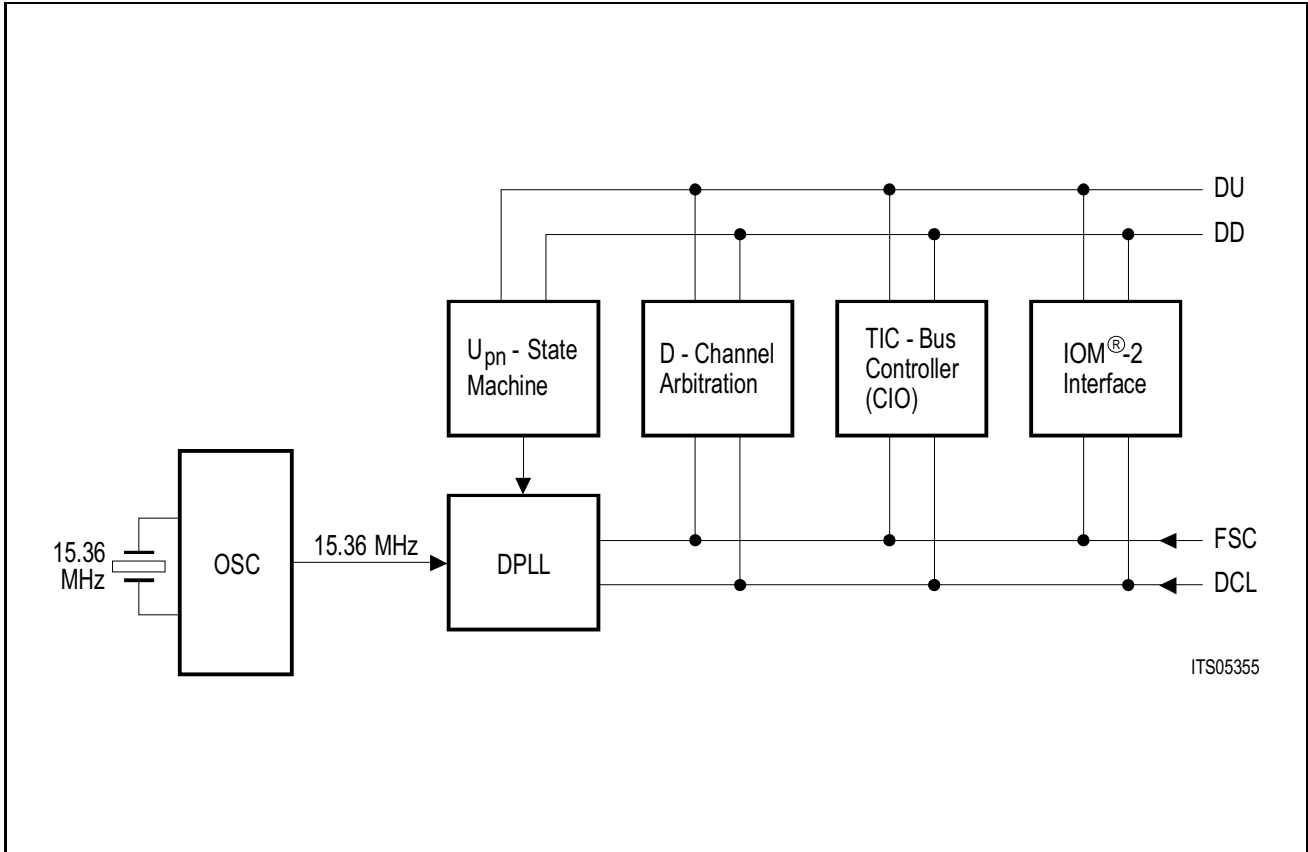 DU
DD
U_pn - State
Machine
D - Channel
Arbitration
TIC - Bus
Controller
(CIO)
IOM®-2
Interface
15.36
MHz
OSC
15.36 MHz
DPLL
FSC
DCL
ITS05355